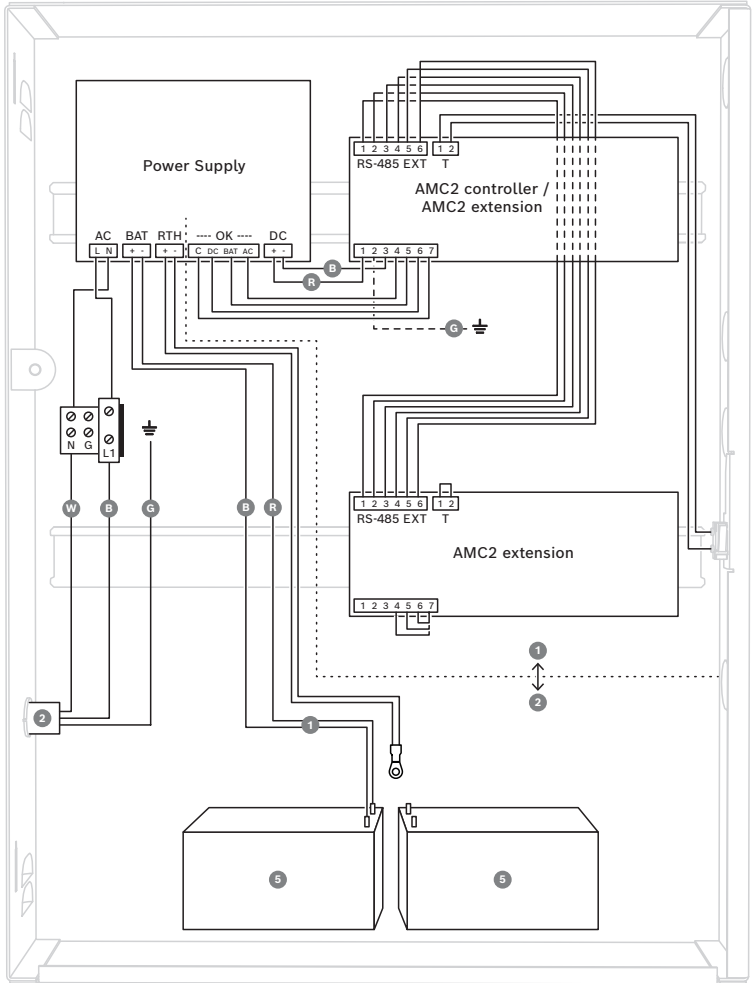 1 2 3 4 5 6 1 2
RS-485 EXT T
Power Supply
AMC2 controller /
AMC2 extension
AC BAT RTH ---- OK ---- DC
L N + - + - C DC BAT AC + -
1 2 3 4 5 6 7
B
R
G
N G
L1
W B G B R
1 2 3 4 5 6 1 2
RS-485 EXT T
AMC2 extension
1 2 3 4 5 6 7
1
2
2
1
5 5